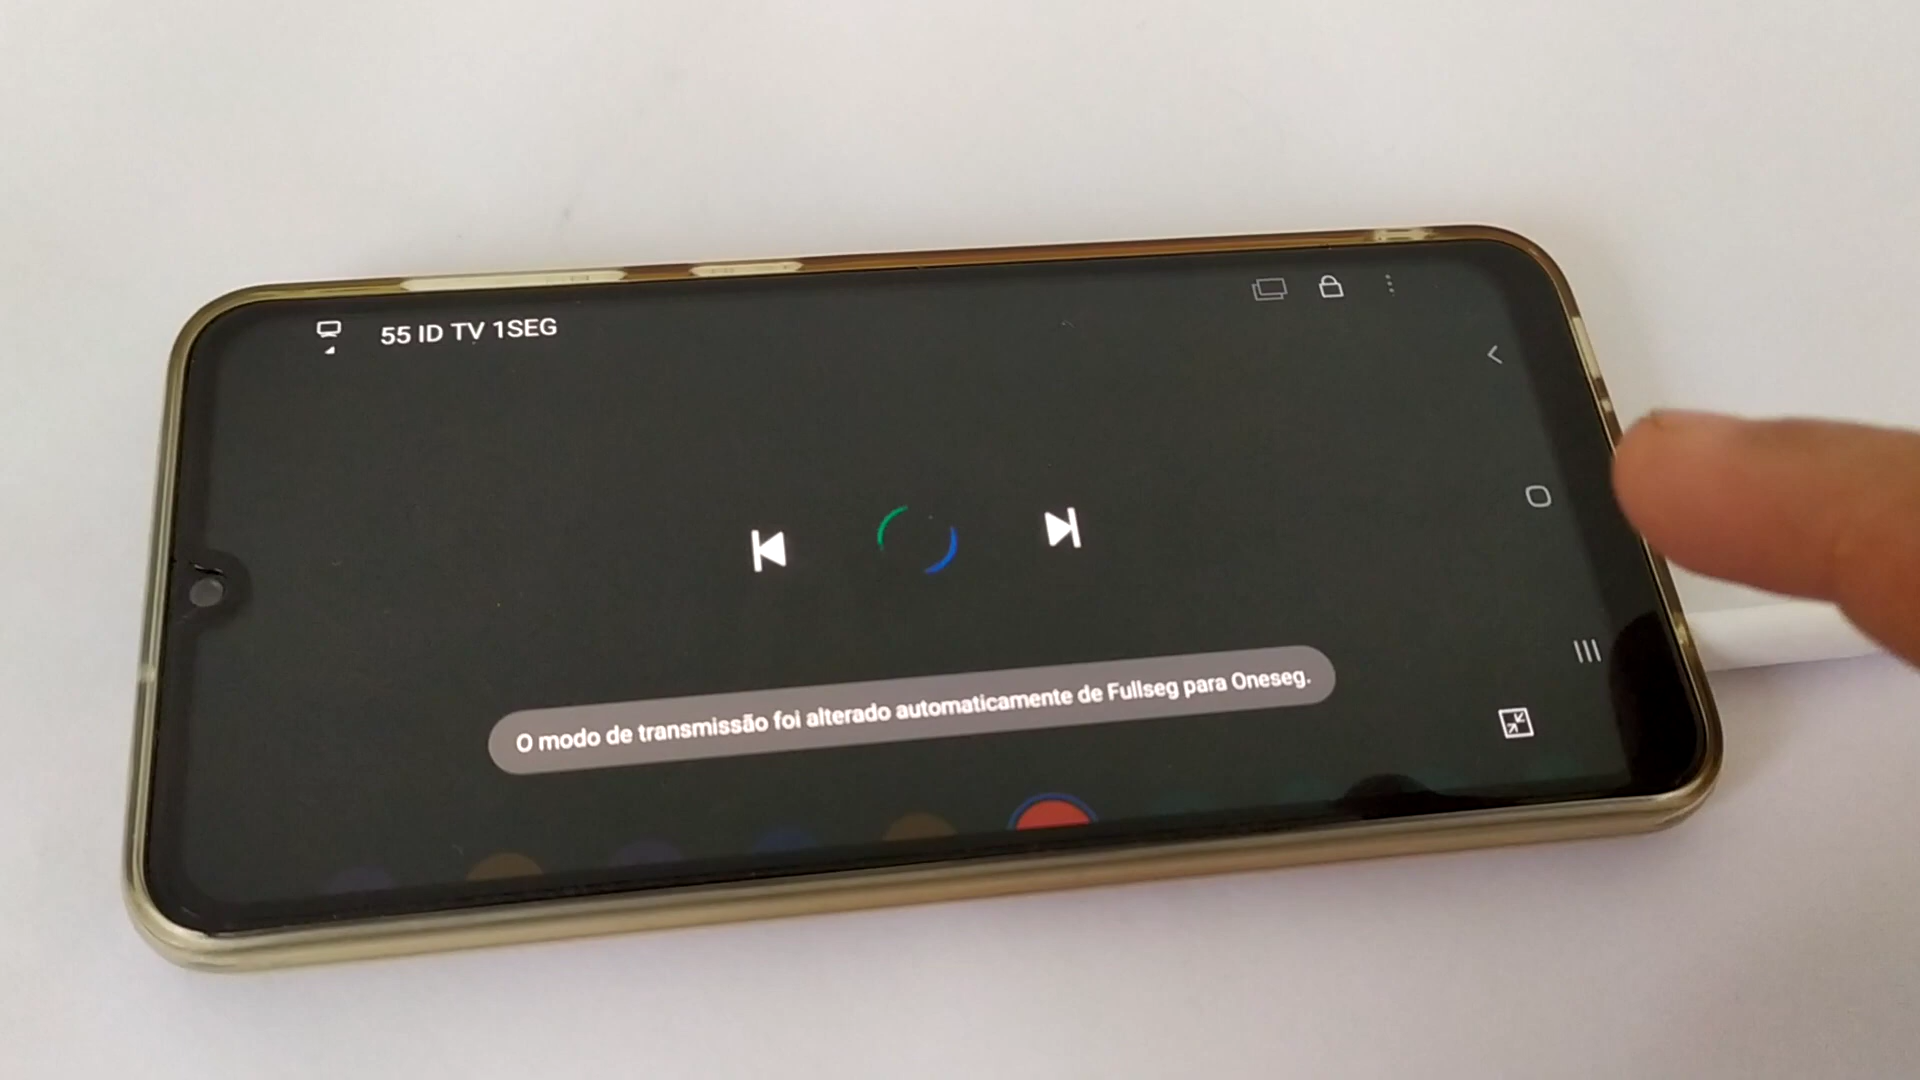 55 ID TV 1SEG
O modo de transmissão foi alterado automaticamente de Fullseg para Oneseg.